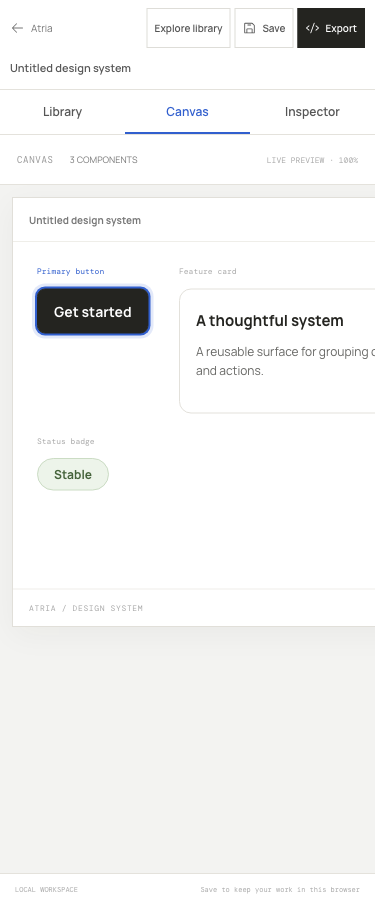 Atria
Explore library
Save
Export
Untitled design system
Library
Canvas
Inspector
CANVAS
3 COMPONENTS
LIVE PREVIEW · 100%
Untitled design system
Primary button
Feature card
Get started
A thoughtful system
A reusable surface for grouping
and actions.
Status badge
Stable
ATRIA / DESIGN SYSTEM
LOCAL WORKSPACE
Save to keep your work in this browser